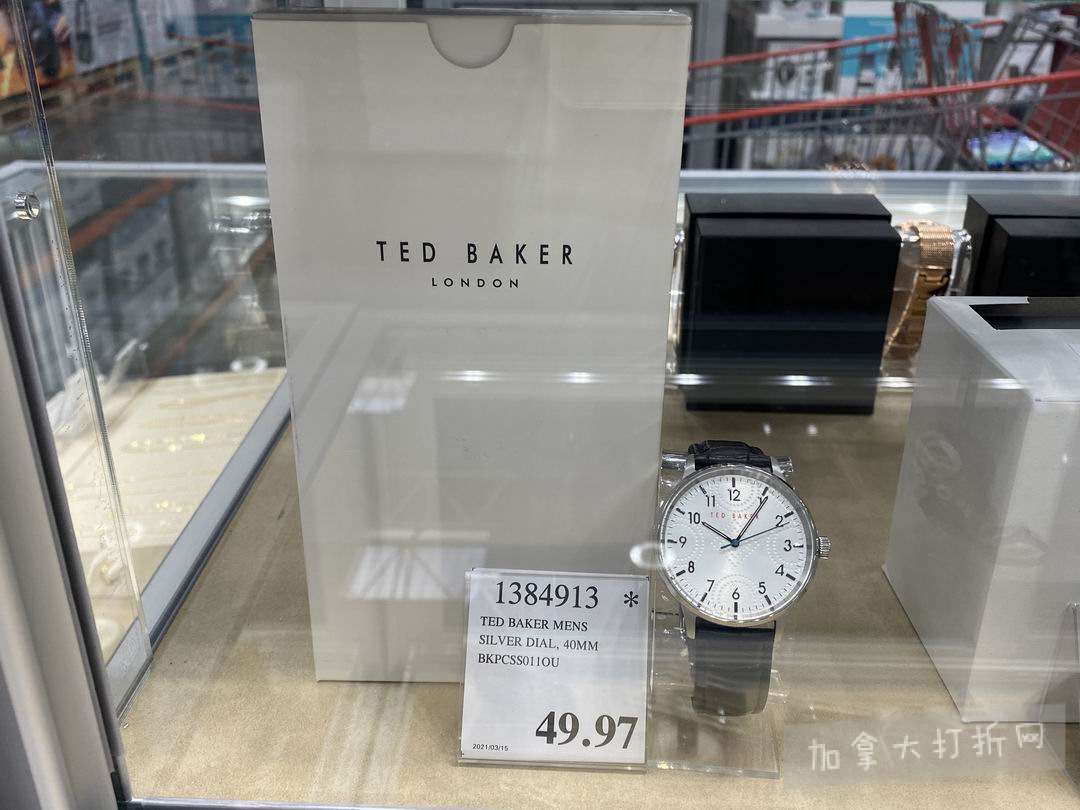 TED BAKER
LONDON
12
11
10
9
8
7
6
5
4
3
2
TED BAKER
1384913 *
TED BAKER MENS
SILVER DIAL, 40MM
BKPCSS011OU
49.97
2021/03/15
加拿大打折网